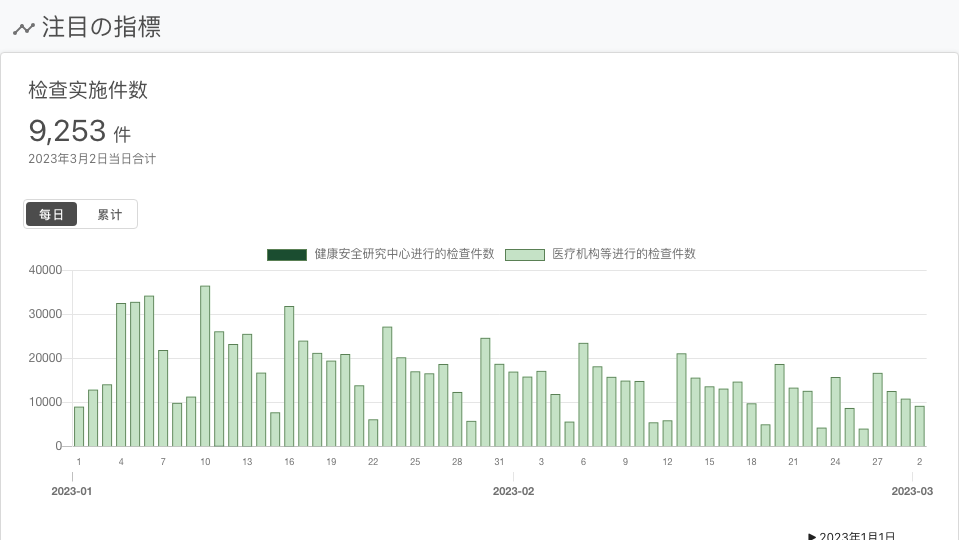 注目の指標
检查实施件数
9,253 件
2023年3月2日当日合计
每日 累计
健康安全研究中心进行的检查件数 医疗机构等进行的检查件数
40000
30000
20000
10000
0
1 4 7 10 13 16 19 22 25 28 31 3 6 9 12 15 18 21 24 27 2
2023-01 2023-02 2023-03
▶ 2023年1月1日